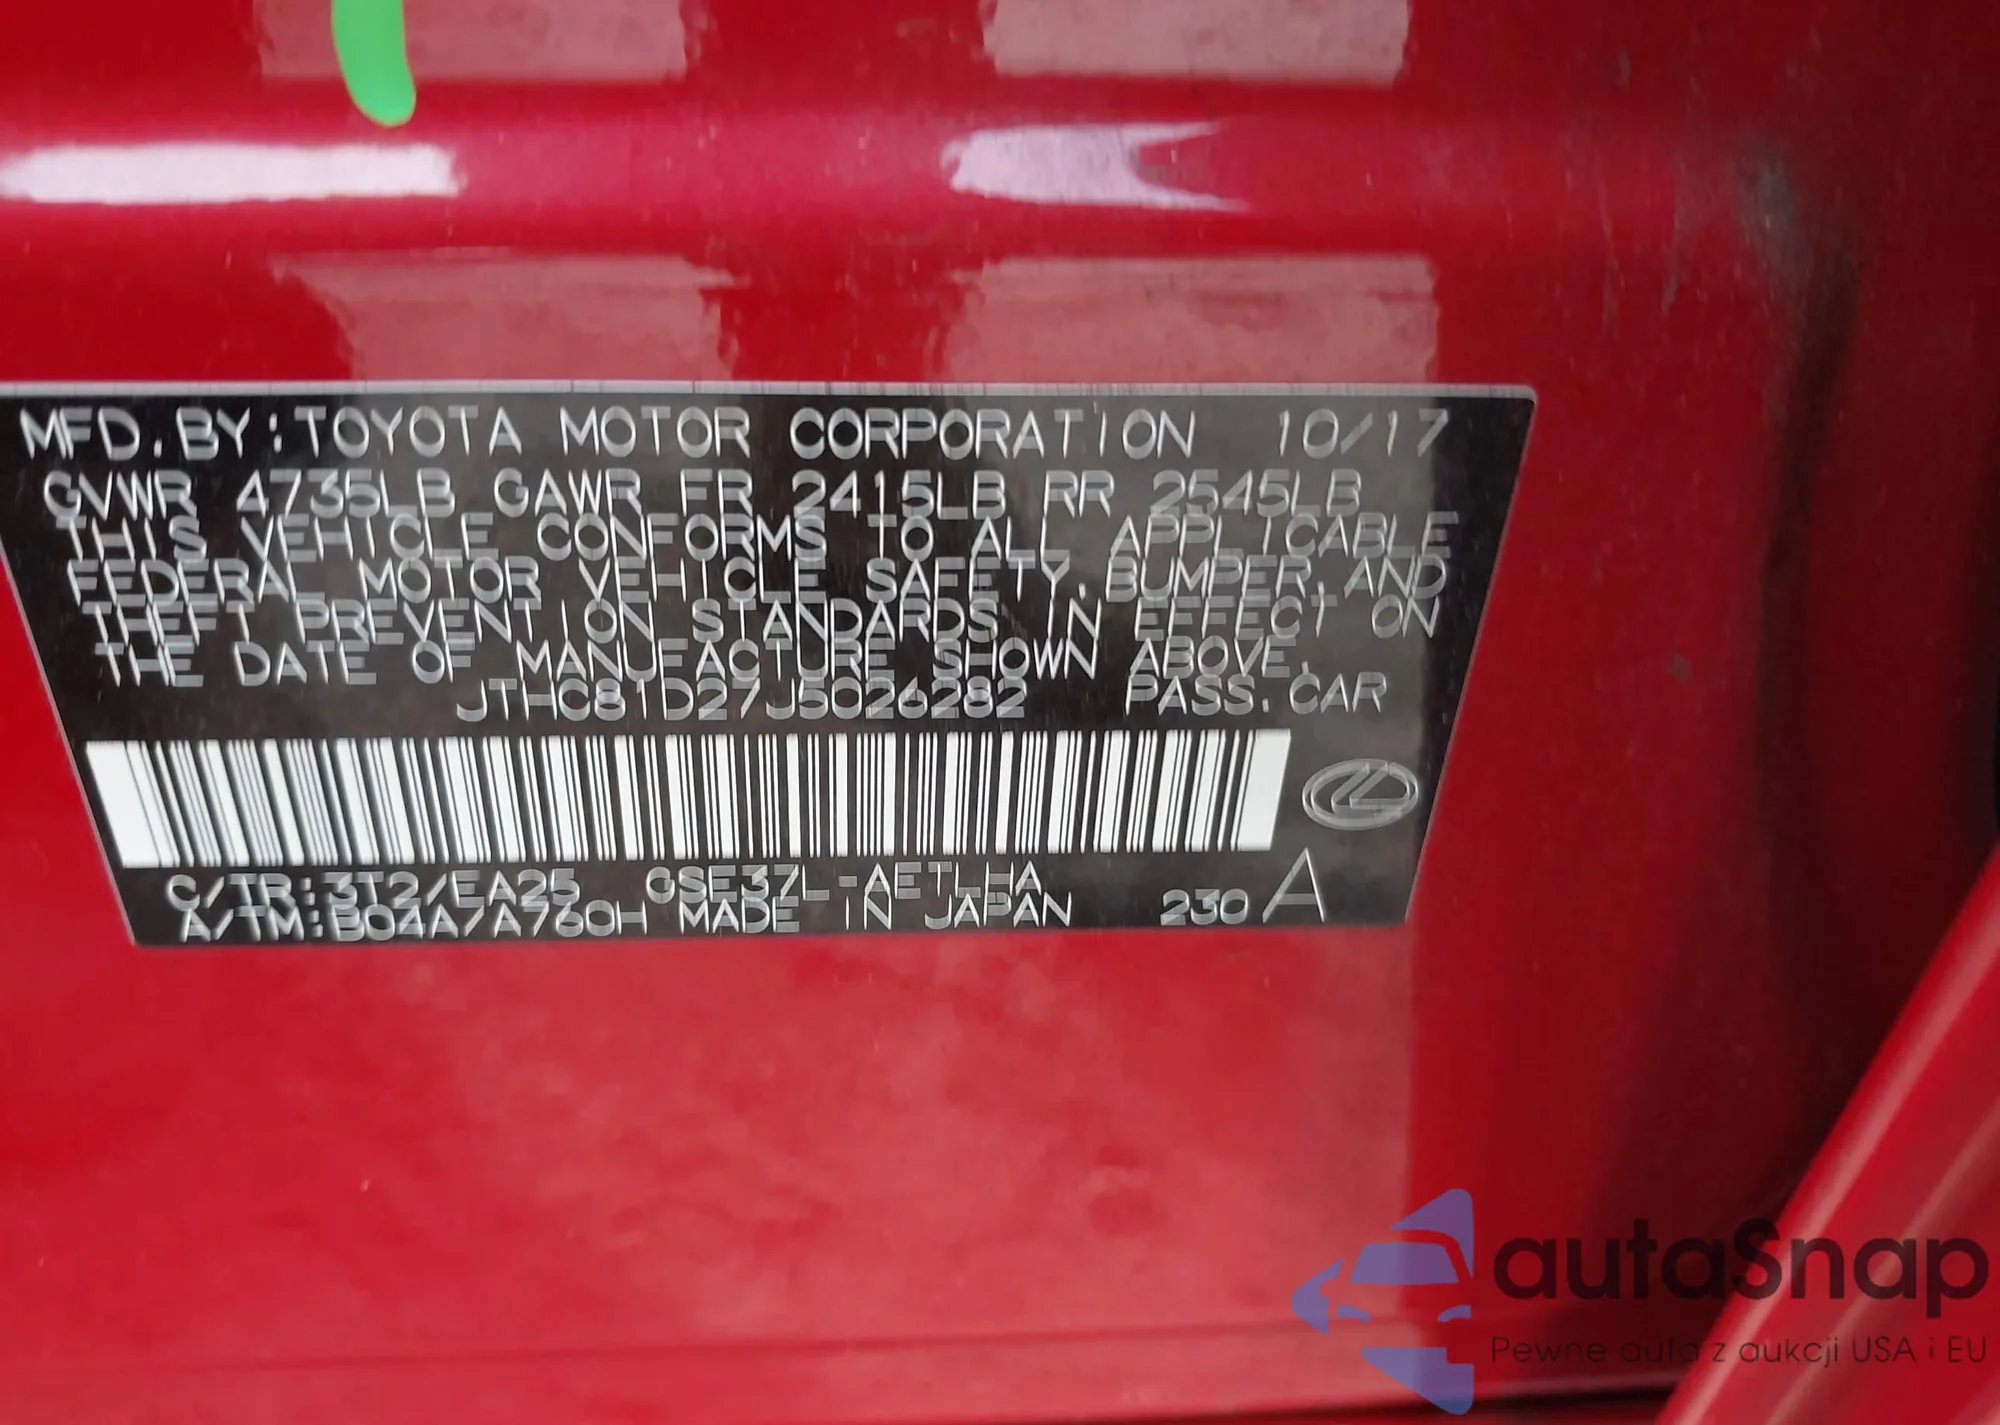 MFD.BY:TOYOTA MOTOR CORPORATION 10/17
GVWR 4735LB GAWR FR 2415LB RR 2545LB
THIS VEHICLE CONFORMS TO ALL APPLICABLE
FEDERAL MOTOR VEHICLE SAFETY, BUMPER, AND
THEFT PREVENTION STANDARDS IN EFFECT ON
THE DATE OF MANUFACTURE SHOWN ABOVE.
JTHC81D27J5026282 PASS.CAR
C/TR:3T2/EA25 GSE37L-AETLHA
A/TM:B04A/A760H MADE IN JAPAN 230 A
autaSnap
Pewne auta z aukcji USA i EU